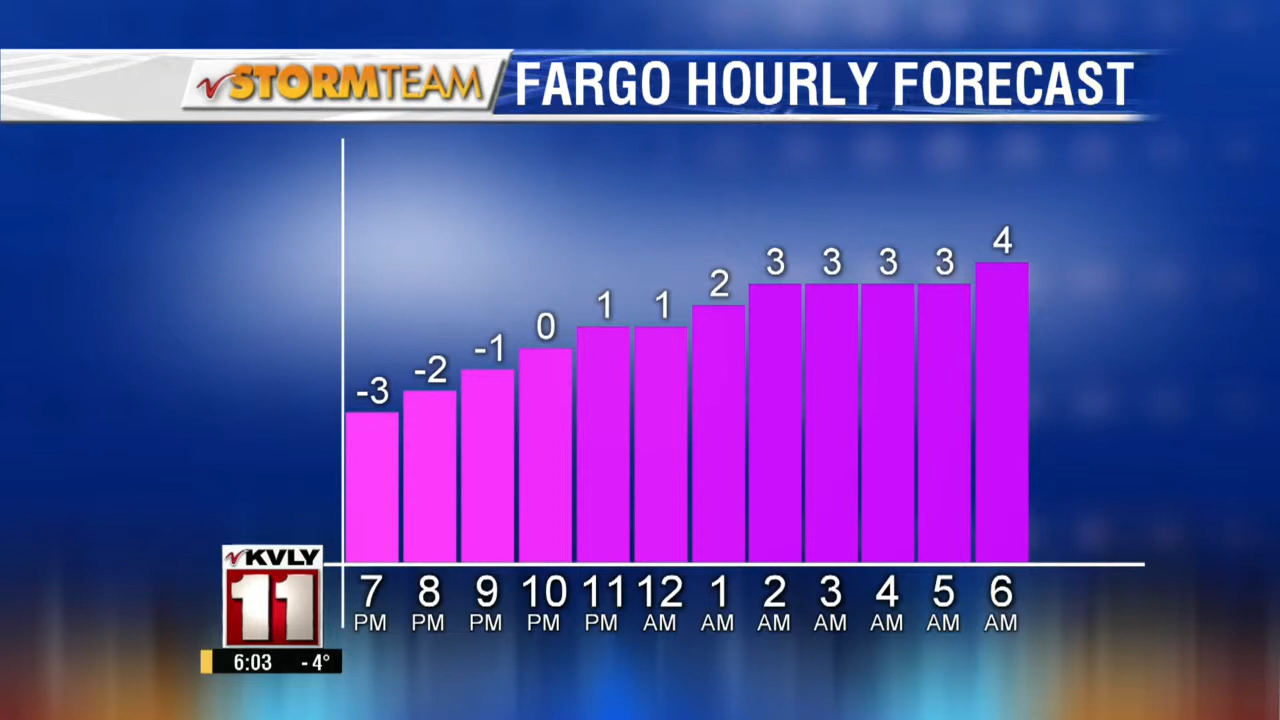 STORMTEAM FARGO HOURLY FORECAST
4
3 3 3 3
2
1 1
0
-1
-2
-3
7 8 9 10 11 12 1 2 3 4 5 6
PM PM PM PM PM AM AM AM AM AM AM AM
KVLY
11
6:03 -4°